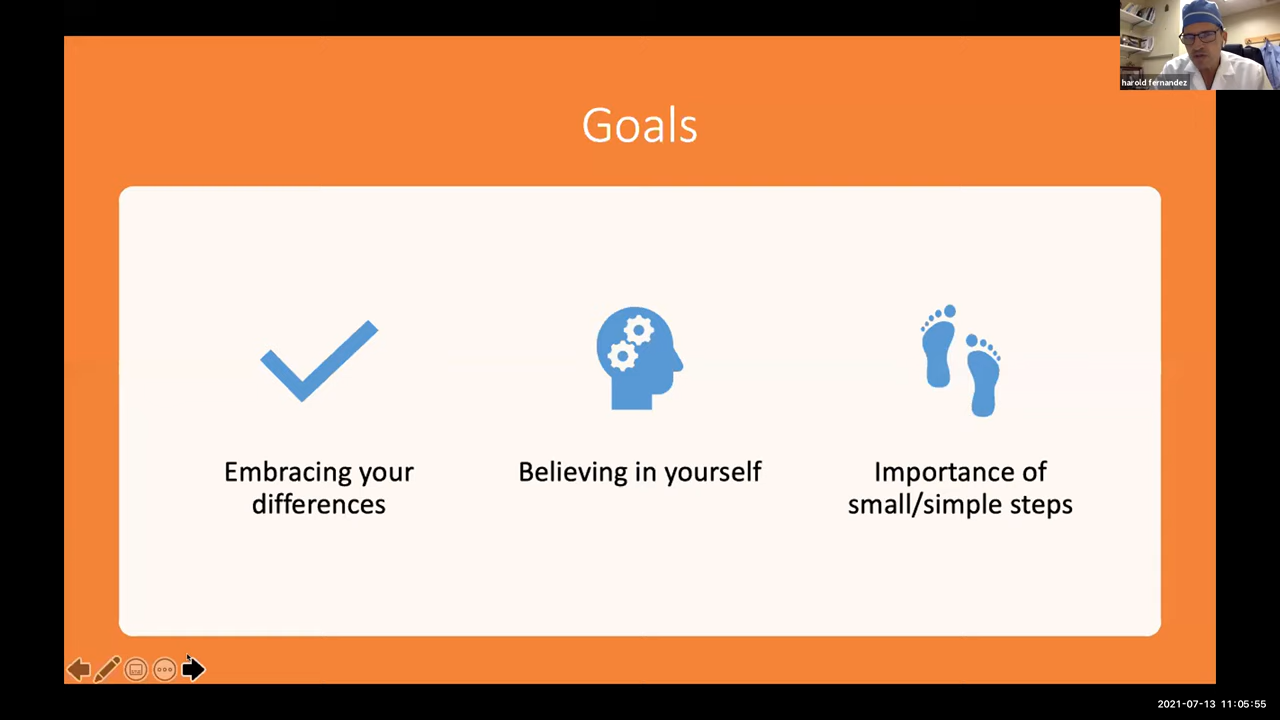 harold fernandez
Goals
Embracing your
differences
Believing in yourself
Importance of
small/simple steps
2021-07-13 11:05:55